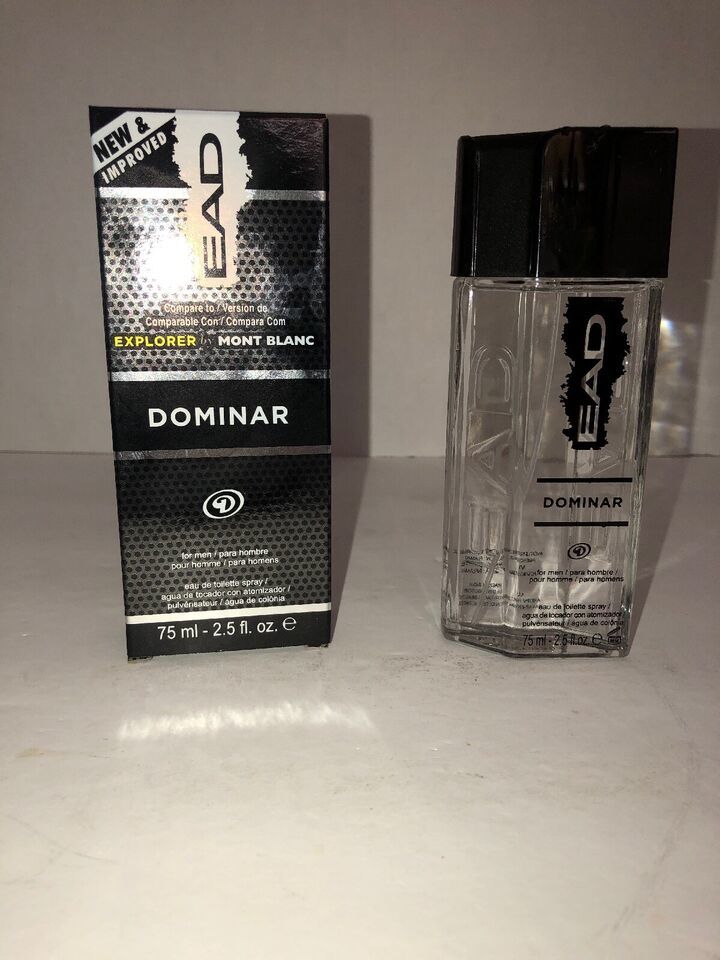 NEW &
IMPROVED
EAD
Compare to / Version de
Comparable Con / Compara Com
EXPLORER by MONT BLANC
DOMINAR
D
for men / para hombre
pour homme / para homens
eau de toilette spray /
agua de tocador con atomizador /
pulvérisateur / água de colônia
75 ml - 2.5 fl. oz. ℮
EAD
EAD
DOMINAR
D
for men / para hombre /
pour homme / para homens
eau de toilette spray /
agua de tocador con atomizador /
pulvérisateur / água de colônia
75 ml - 2.5 fl.oz. ℮